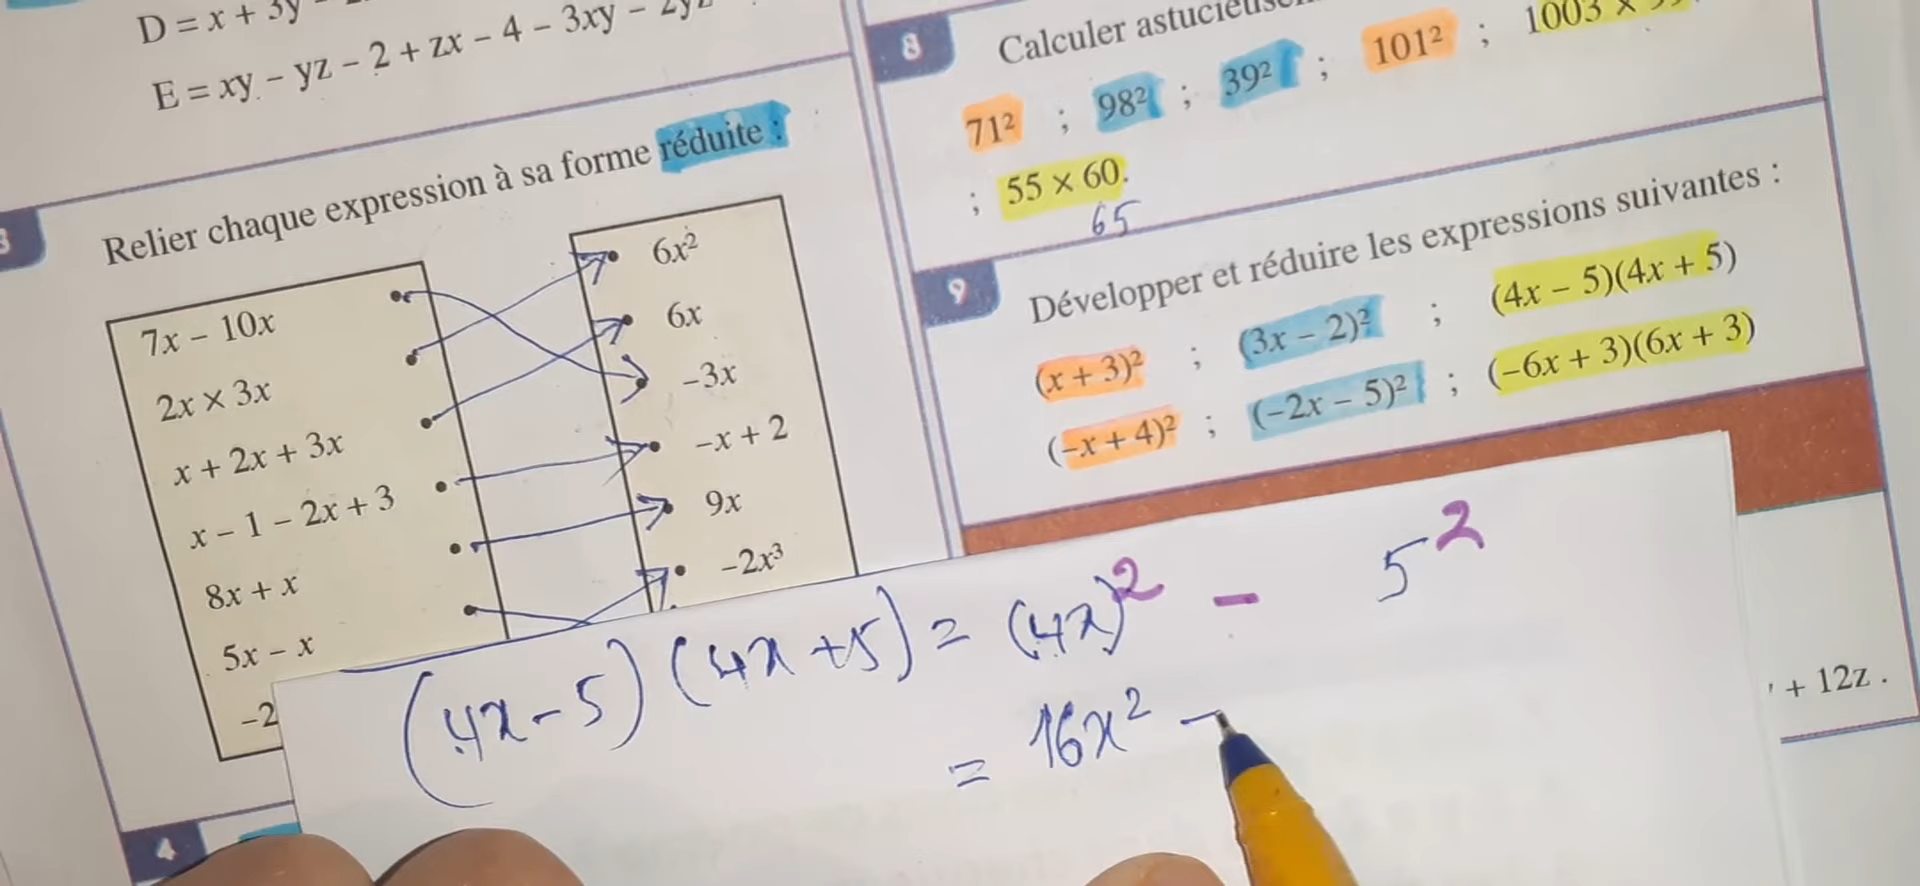 D = x + 3y -
E = xy - yz - 2 + zx - 4 - 3xy - 2yz
3
Relier chaque expression à sa forme réduite :
7x - 10x
2x × 3x
x + 2x + 3x
x - 1 - 2x + 3
8x + x
5x - x
-2
6x²
6x
-3x
-x + 2
9x
-2x³
4
8
Calculer
71² ; 98² ; 39² ; 101² ; 1003 ×
; 55 × 60.
65
9
Développer et réduire les expressions suivantes :
(x + 3)² ; (3x - 2)² ; (4x - 5)(4x + 5)
(-x + 4)² ; (-2x - 5)² ; (-6x + 3)(6x + 3)
+ 12z .
(4x - 5)(4x + 5) = (4x)² - 5²
= 16x² -